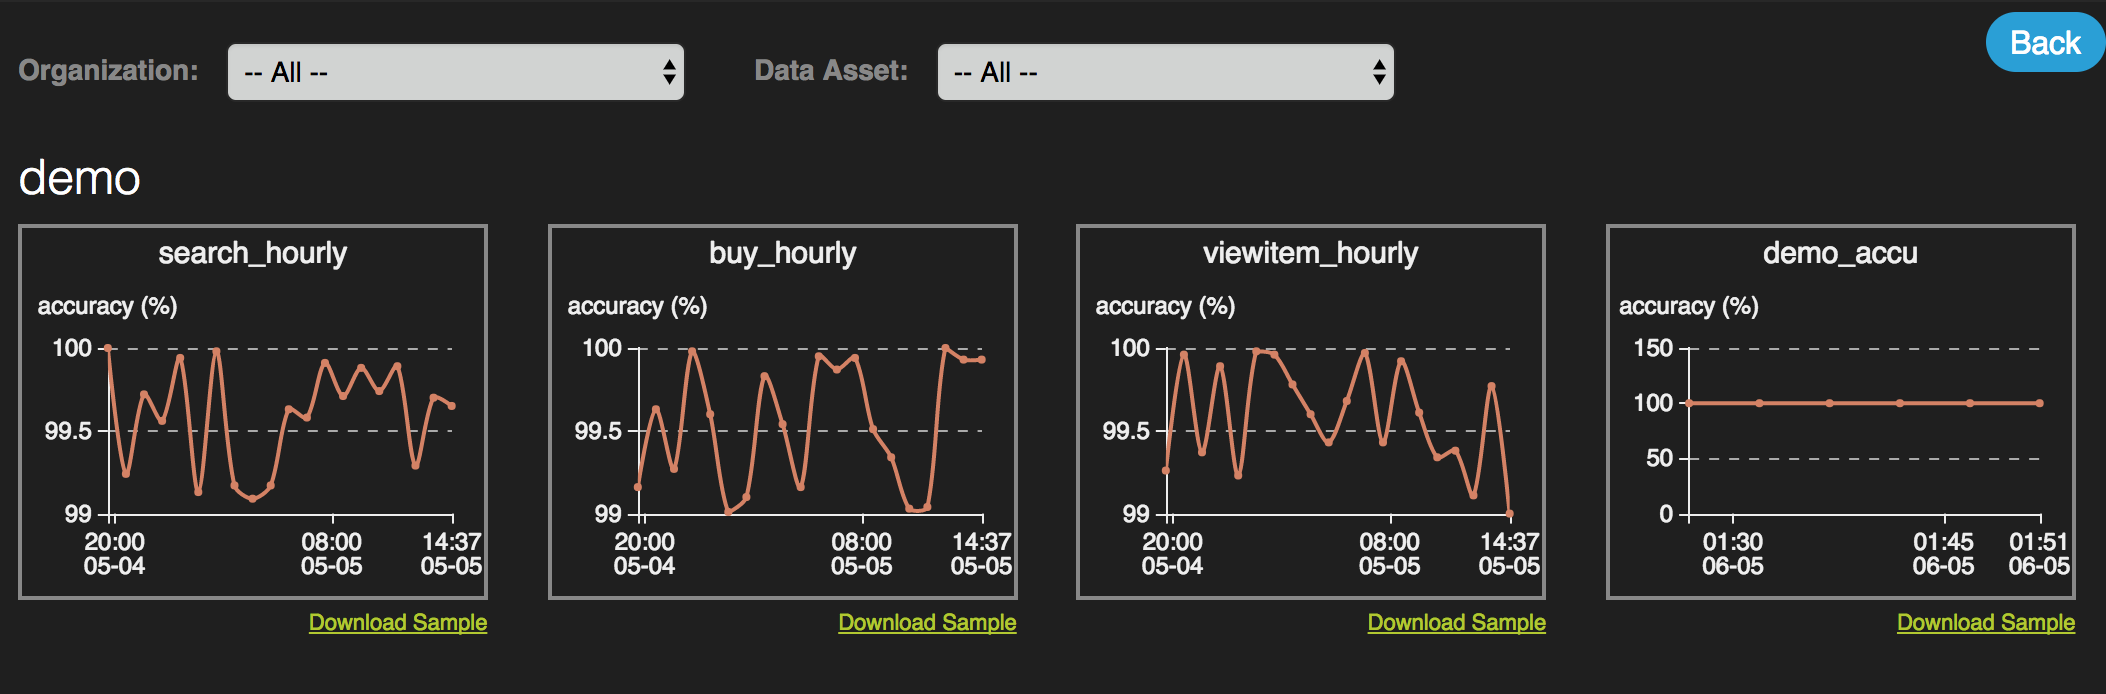 Back
Organization: -- All -- Data Asset: -- All --
demo
search_hourly
accuracy (%)
100
99.5
99
20:00 08:00 14:37
05-04 05-05 05-05
Download Sample
buy_hourly
accuracy (%)
100
99.5
99
20:00 08:00 14:37
05-04 05-05 05-05
Download Sample
viewitem_hourly
accuracy (%)
100
99.5
99
20:00 08:00 14:37
05-04 05-05 05-05
Download Sample
demo_accu
accuracy (%)
150
100
50
0
01:30 01:45 01:51
06-05 06-05 06-05
Download Sample